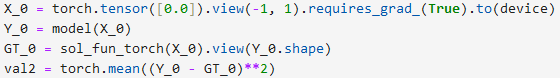 X_0 = torch.tensor([0.0]).view(-1, 1).requires_grad_(True).to(device)
Y_0 = model(X_0)
GT_0 = sol_fun_torch(X_0).view(Y_0.shape)
val2 = torch.mean((Y_0 - GT_0)**2)